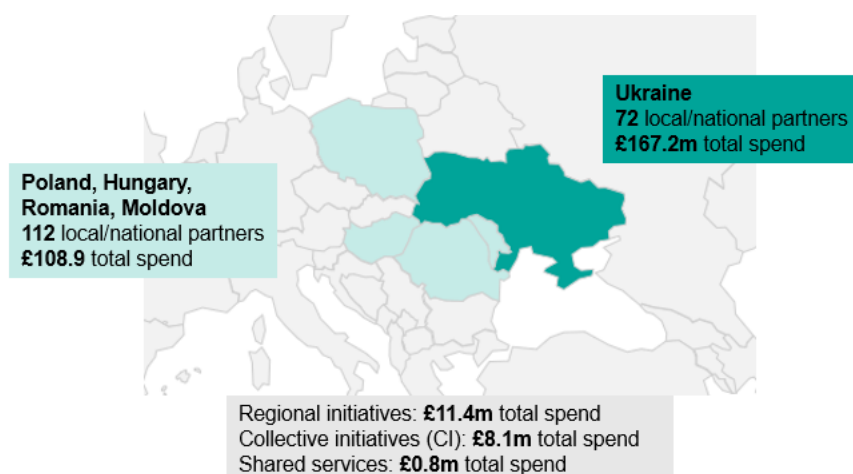 Ukraine
72 local/national partners
£167.2m total spend
Poland, Hungary,
Romania, Moldova
112 local/national partners
£108.9 total spend
Regional initiatives: £11.4m total spend
Collective initiatives (CI): £8.1m total spend
Shared services: £0.8m total spend